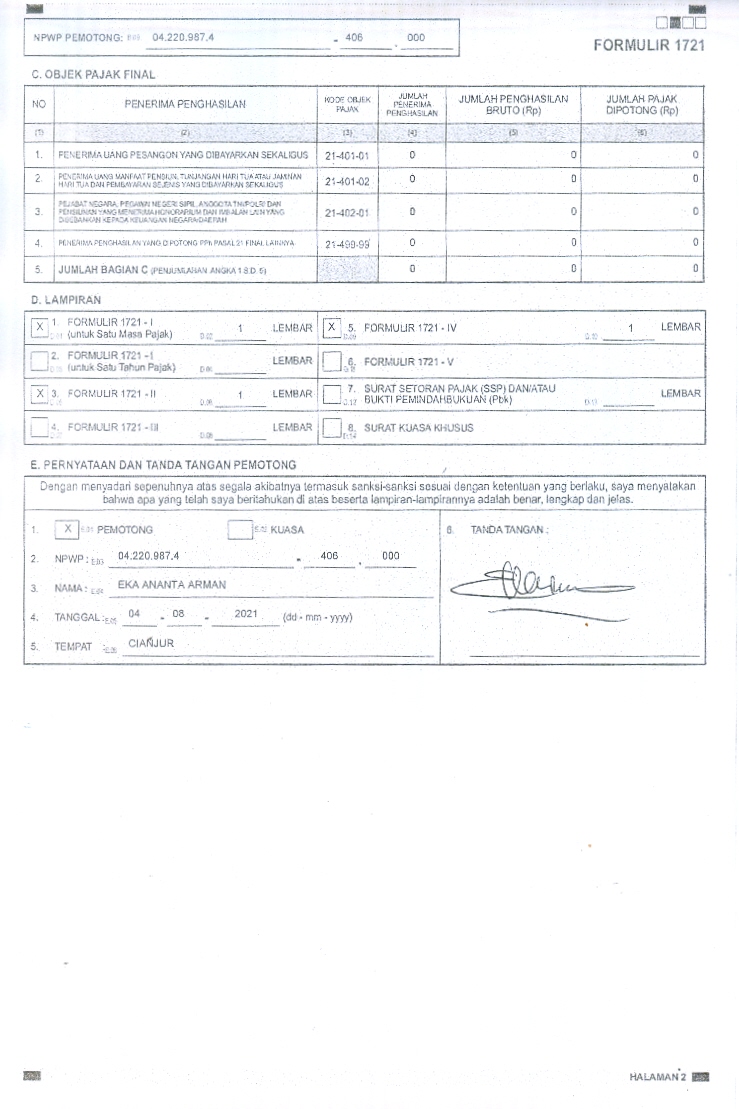 NPWP PEMOTONG: 04.220.987.4 - 406 . 000
FORMULIR 1721
C. OBJEK PAJAK FINAL
NO PENERIMA PENGHASILAN KODE OBJEK PAJAK JUMLAH PENERIMA PENGHASILAN JUMLAH PENGHASILAN BRUTO (Rp) JUMLAH PAJAK DIPOTONG (Rp)
(1) (2) (3) (4) (5) (6)
1. PENERIMA UANG PESANGON YANG DIBAYARKAN SEKALIGUS 21-401-01 0 0 0
2. PENERIMA UANG MANFAAT PENSIUN, TUNJANGAN HARI TUA ATAU JAMINAN
HARI TUA DAN PEMBAYARAN SEJENIS YANG DIBAYARKAN SEKALIGUS 21-401-02 0 0 0
3. PEJABAT NEGARA, PEGAWAI NEGERI SIPIL, ANGGOTA TNI/POLRI DAN
PENSIUNAN YANG MENERIMA HONORARIUM DAN IMBALAN LAIN YANG
DIBEBANKAN KEPADA KEUANGAN NEGARA/DAERAH 21-402-01 0 0 0
4. PENERIMA PENGHASILAN YANG DIPOTONG PPh PASAL 21 FINAL LAINNYA 21-499-99 0 0 0
5. JUMLAH BAGIAN C (PENJUMLAHAN ANGKA 1 S.D. 5) 0 0 0
D. LAMPIRAN
X 1. FORMULIR 1721 - I
(untuk Satu Masa Pajak) 1 LEMBAR
X 5. FORMULIR 1721 - IV 1 LEMBAR
2. FORMULIR 1721 - I
(untuk Satu Tahun Pajak) LEMBAR
6. FORMULIR 1721 - V
X 3. FORMULIR 1721 - II 1 LEMBAR
7. SURAT SETORAN PAJAK (SSP) DAN/ATAU
BUKTI PEMINDAHBUKUAN (Pbk) LEMBAR
4. FORMULIR 1721 - III LEMBAR
8. SURAT KUASA KHUSUS
E. PERNYATAAN DAN TANDA TANGAN PEMOTONG
Dengan menyadari sepenuhnya atas segala akibatnya termasuk sanksi-sanksi sesuai dengan ketentuan yang berlaku, saya menyatakan
bahwa apa yang telah saya beritahukan di atas beserta lampiran-lampirannya adalah benar, lengkap dan jelas.
1. X E.01 PEMOTONG E.02 KUASA
2. NPWP : E.03 04.220.987.4 - 406 . 000
3. NAMA : E.04 EKA ANANTA ARMAN
4. TANGGAL : E.05 04 - 08 - 2021 (dd - mm - yyyy)
5. TEMPAT : E.06 CIANJUR
6. TANDA TANGAN :
HALAMAN 2